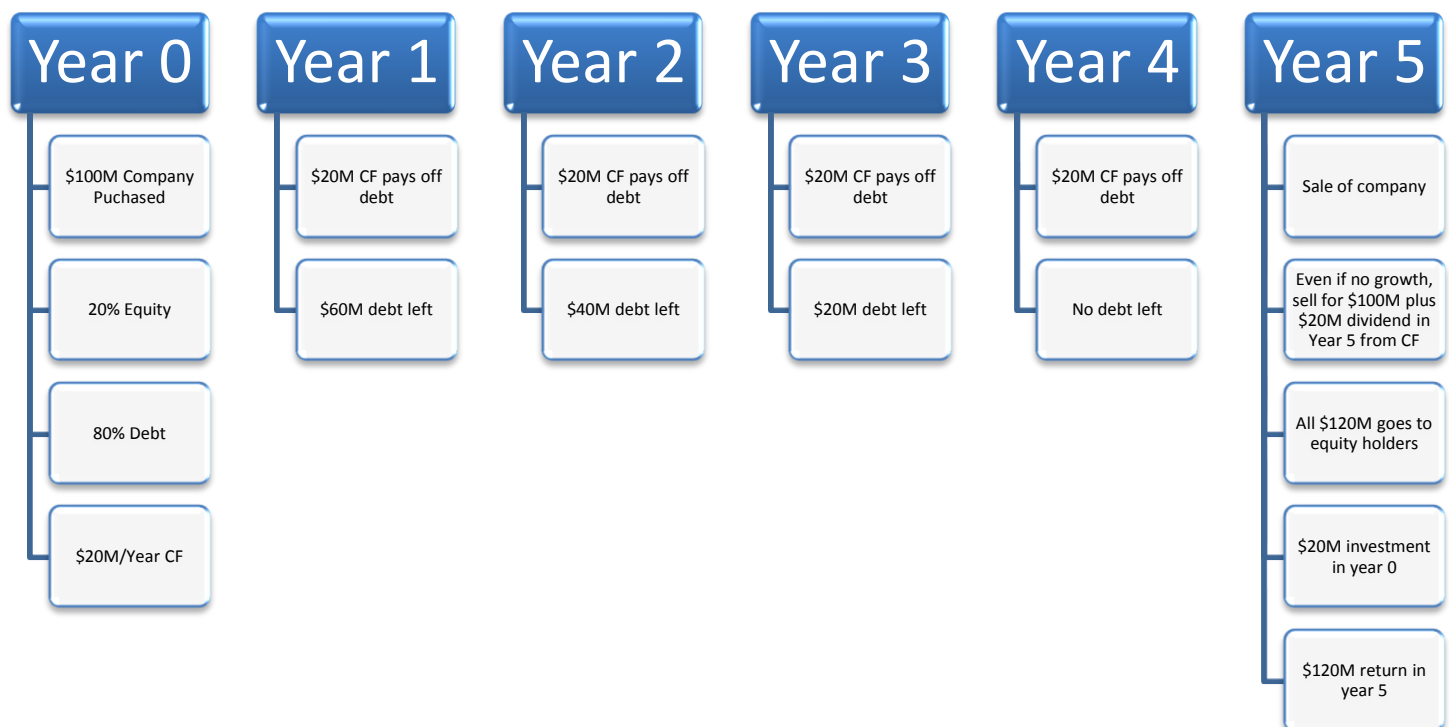 Year 0
$100M Company
Puchased
20% Equity
80% Debt
$20M/Year CF
Year 1
$20M CF pays off
debt
$60M debt left
Year 2
$20M CF pays off
debt
$40M debt left
Year 3
$20M CF pays off
debt
$20M debt left
Year 4
$20M CF pays off
debt
No debt left
Year 5
Sale of company
Even if no growth,
sell for $100M plus
$20M dividend in
Year 5 from CF
All $120M goes to
equity holders
$20M investment
in year 0
$120M return in
year 5